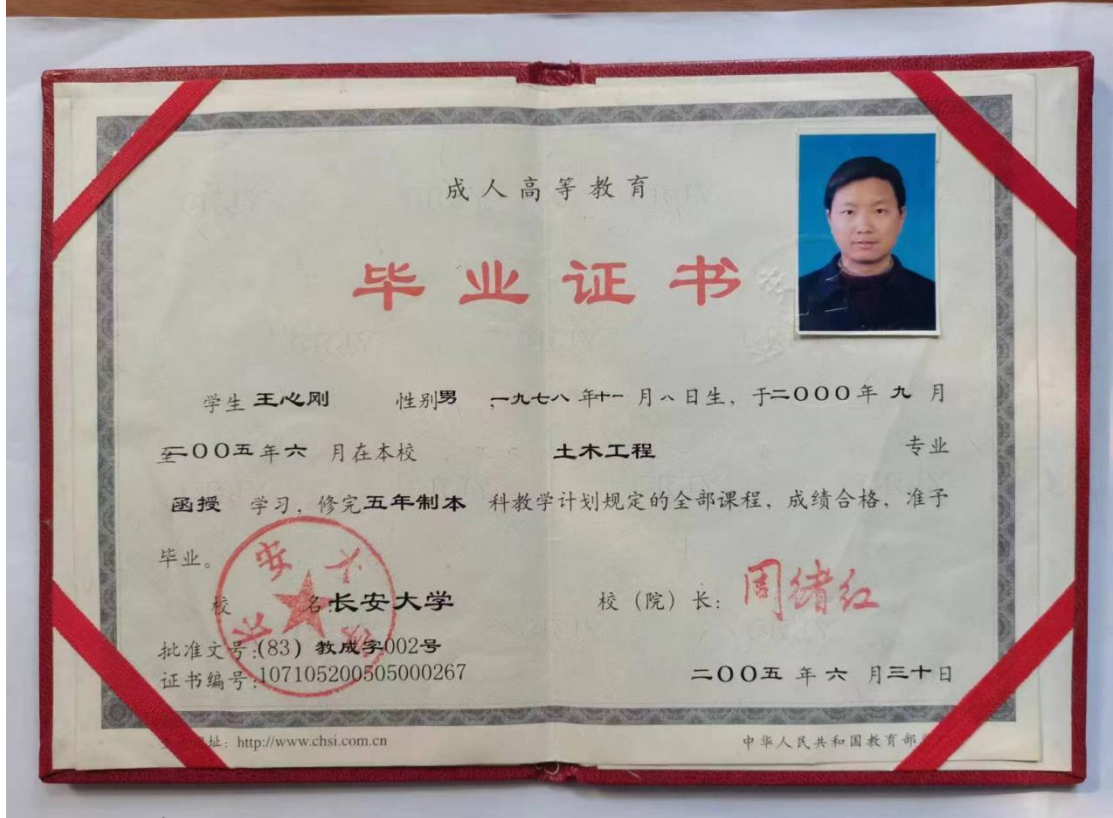 成人高等教育
毕业证书
学生 王心刚 性别男 ,一九七八年十一月八日生，于二000年九月
至二00五年六月在本校 土木工程 专业
函授 学习，修完五年制本科教学计划规定的全部课程，成绩合格，准予
毕业。
校名 长安大学 校（院）长：周绪红
批准文号:(83）教成字002号
证书编号:107105200505000267
二00五年六月三十日
址：http://www.chsi.com.cn 中华人民共和国教育部
长安大学